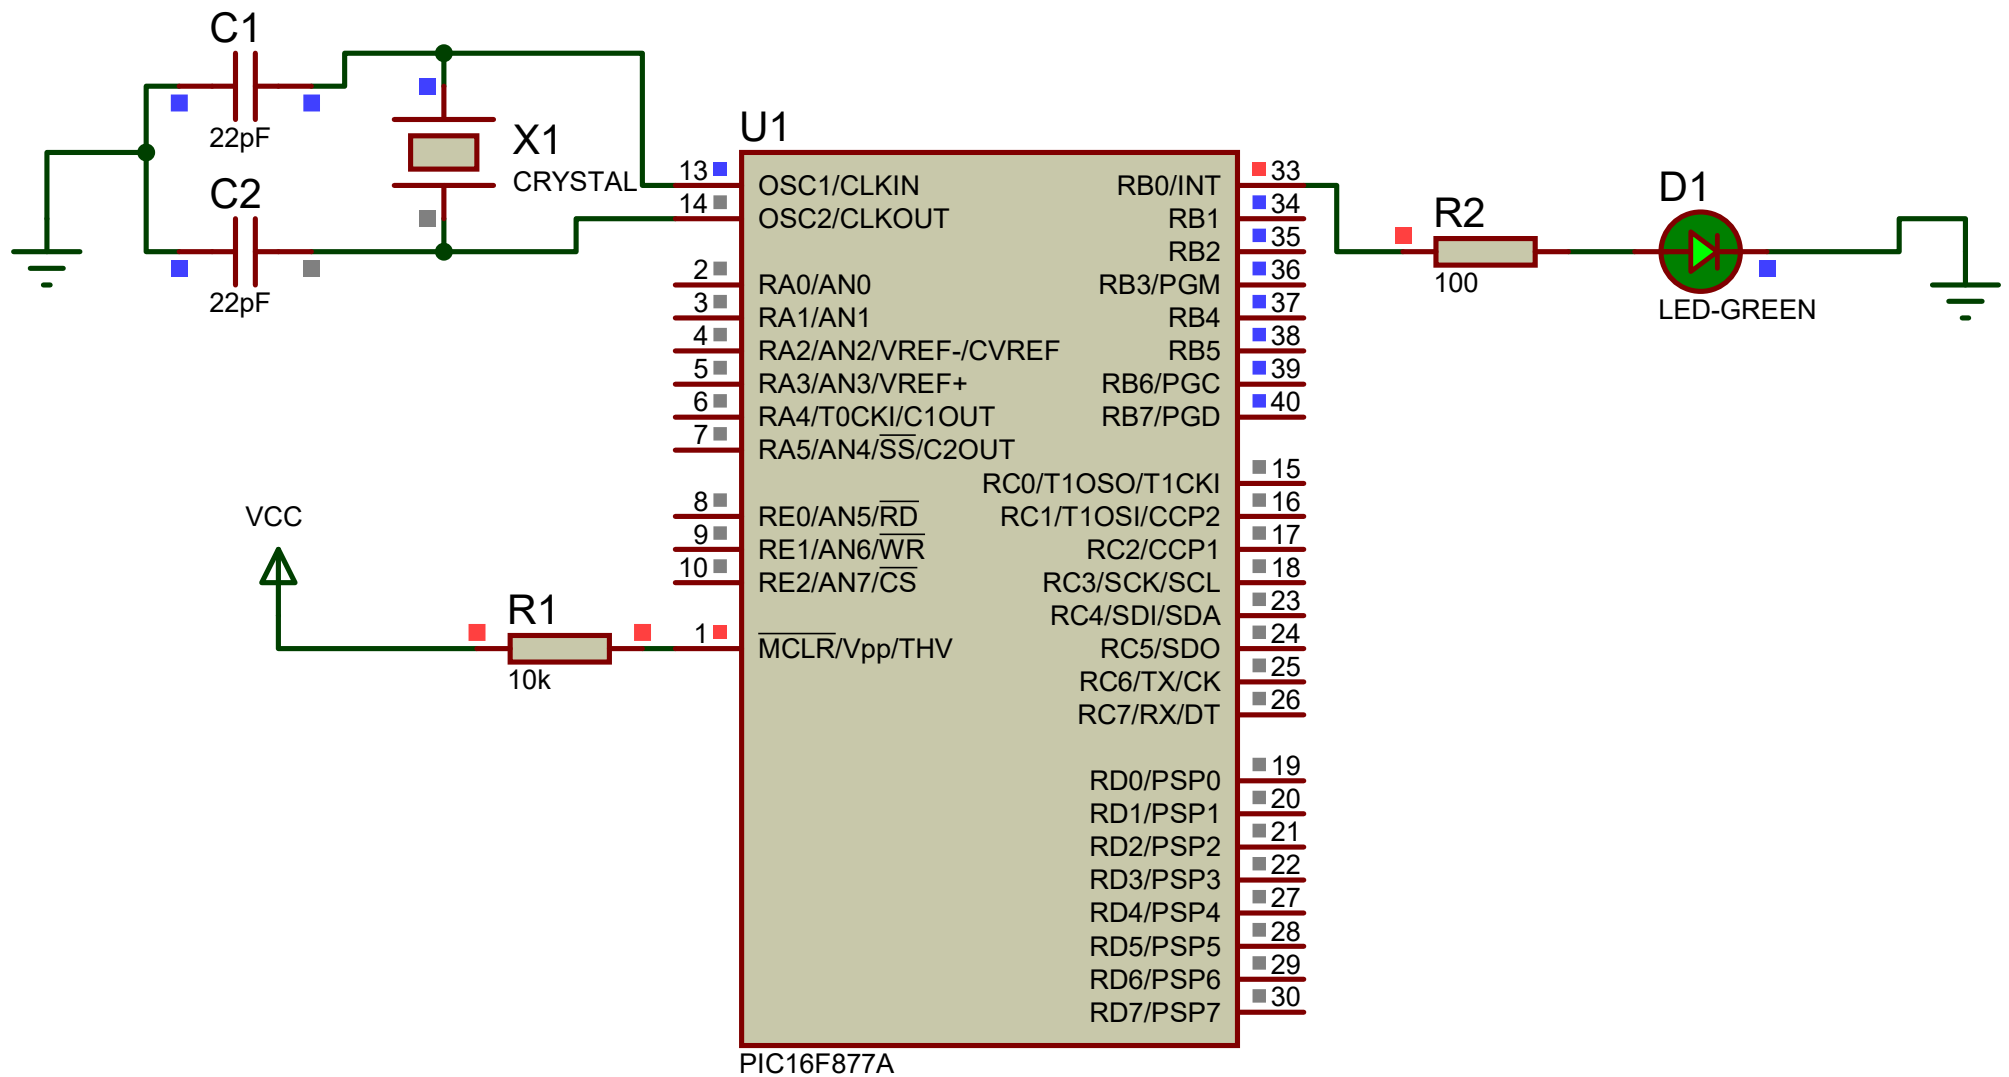 C1
22pF
C2
22pF
X1
CRYSTAL
VCC
R1
10k
U1
13 OSC1/CLKIN
14 OSC2/CLKOUT
2 RA0/AN0
3 RA1/AN1
4 RA2/AN2/VREF-/CVREF
5 RA3/AN3/VREF+
6 RA4/T0CKI/C1OUT
7 RA5/AN4/SS/C2OUT
8 RE0/AN5/RD
9 RE1/AN6/WR
10 RE2/AN7/CS
1 MCLR/Vpp/THV
RB0/INT 33
RB1 34
RB2 35
RB3/PGM 36
RB4 37
RB5 38
RB6/PGC 39
RB7/PGD 40
RC0/T1OSO/T1CKI 15
RC1/T1OSI/CCP2 16
RC2/CCP1 17
RC3/SCK/SCL 18
RC4/SDI/SDA 23
RC5/SDO 24
RC6/TX/CK 25
RC7/RX/DT 26
RD0/PSP0 19
RD1/PSP1 20
RD2/PSP2 21
RD3/PSP3 22
RD4/PSP4 27
RD5/PSP5 28
RD6/PSP6 29
RD7/PSP7 30
PIC16F877A
R2
100
D1
LED-GREEN